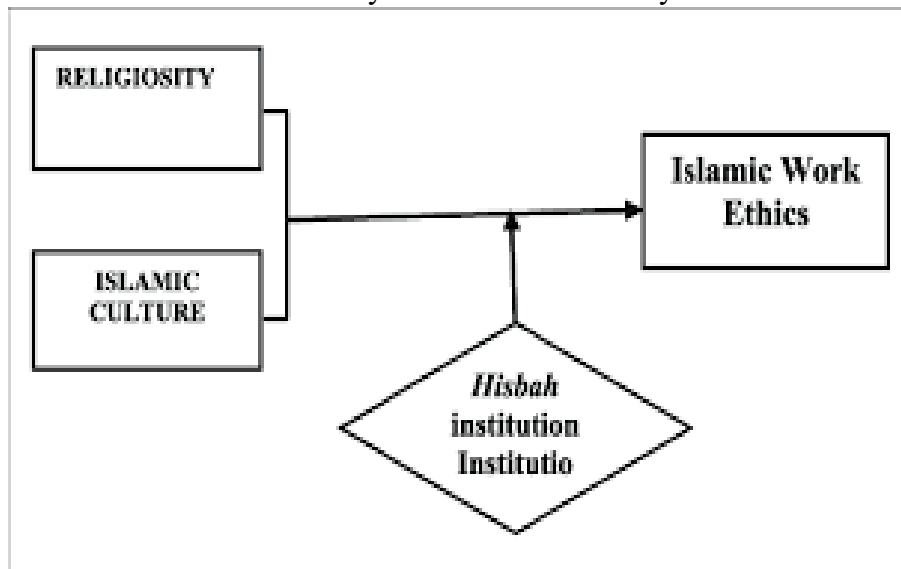 RELIGIOSITY
Islamic Work
Ethics
ISLAMIC
CULTURE
Hisbah
institution
Institutio